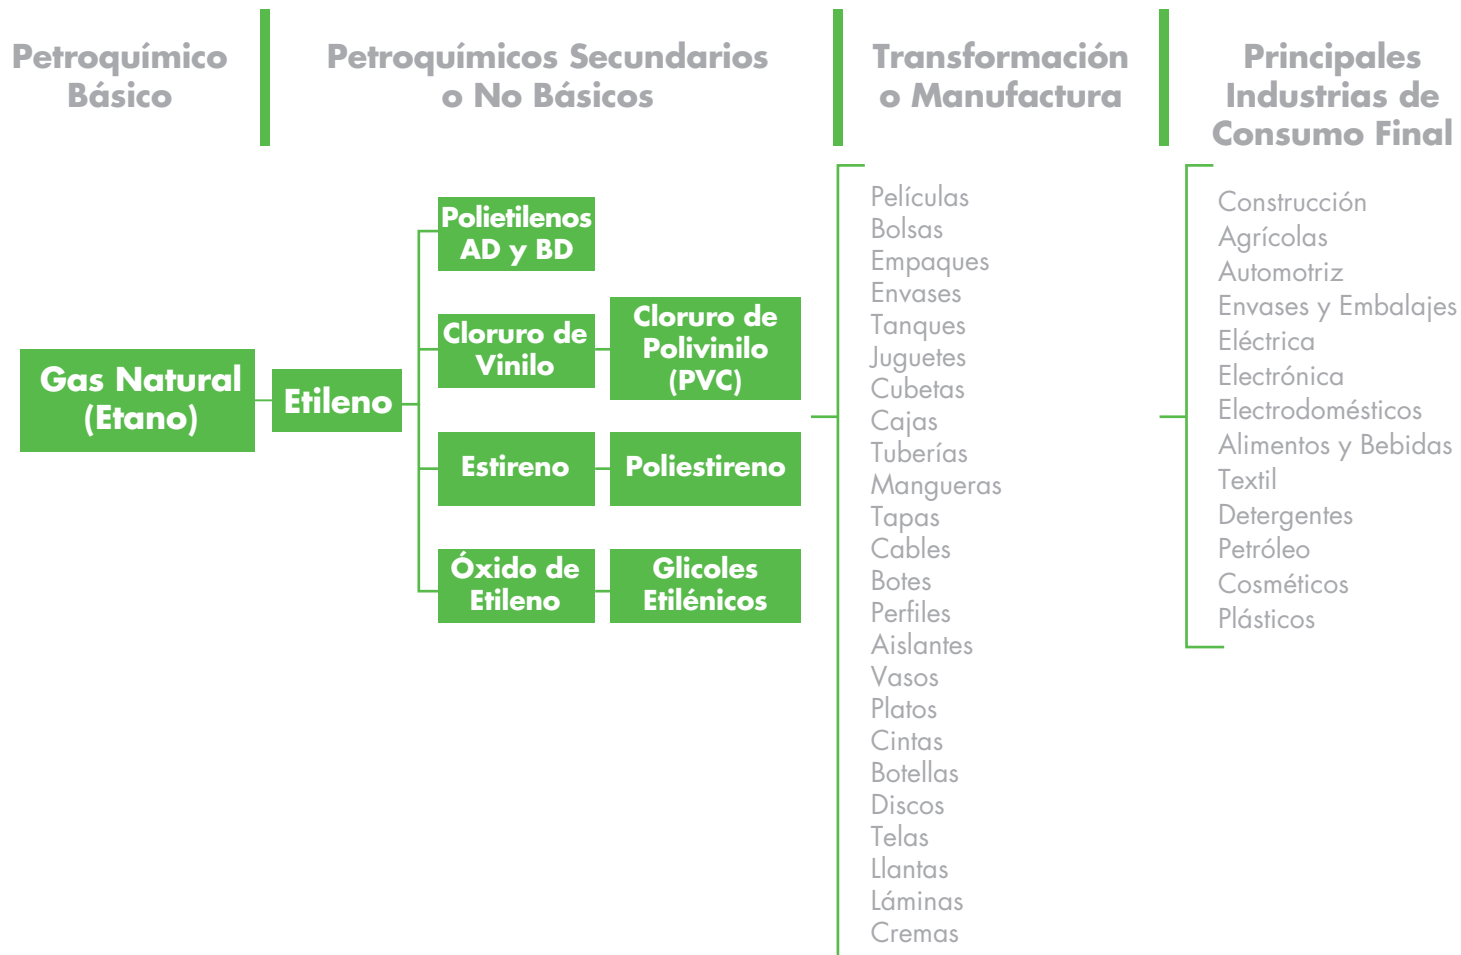 Petroquímico
Básico
Petroquímicos Secundarios
o No Básicos
Transformación
o Manufactura
Principales
Industrias de
Consumo Final
Gas Natural
(Etano)
Etileno
Polietilenos
AD y BD
Cloruro de
Vinilo
Cloruro de
Polivinilo
(PVC)
Estireno
Poliestireno
Óxido de
Etileno
Glicoles
Etilénicos
Películas
Bolsas
Empaques
Envases
Tanques
Juguetes
Cubetas
Cajas
Tuberías
Mangueras
Tapas
Cables
Botes
Perfiles
Aislantes
Vasos
Platos
Cintas
Botellas
Discos
Telas
Llantas
Láminas
Cremas
Construcción
Agrícolas
Automotriz
Envases y Embalajes
Eléctrica
Electrónica
Electrodomésticos
Alimentos y Bebidas
Textil
Detergentes
Petróleo
Cosméticos
Plásticos